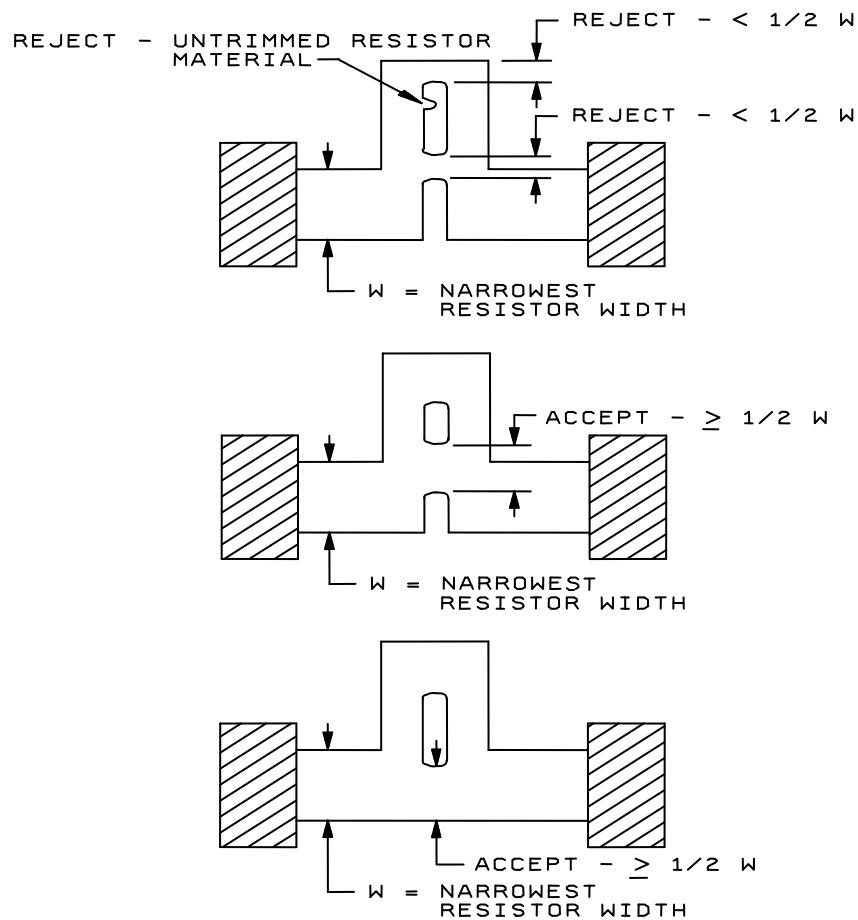 REJECT - < 1/2 W
REJECT - UNTRIMMED RESISTOR
MATERIAL
REJECT - < 1/2 W
W = NARROWEST
RESISTOR WIDTH
ACCEPT - ≥ 1/2 W
W = NARROWEST
RESISTOR WIDTH
ACCEPT - ≥ 1/2 W
W = NARROWEST
RESISTOR WIDTH